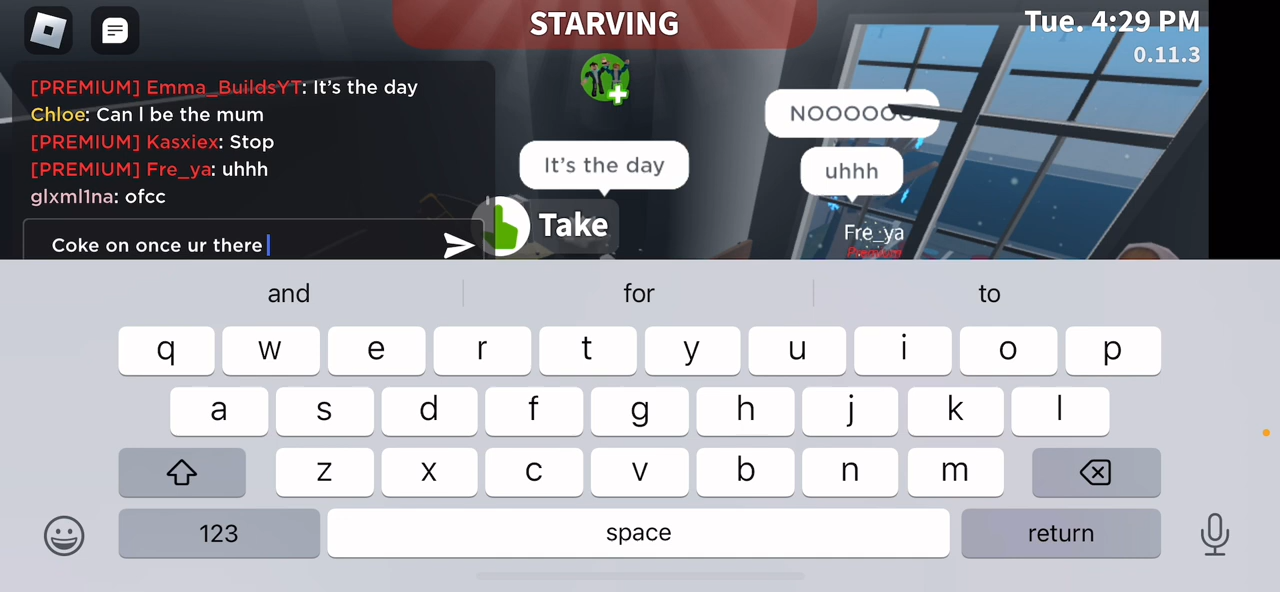 STARVING
Tue. 4:29 PM
0.11.3
[PREMIUM] Emma_BuildsYT: It's the day
Chloe: Can I be the mum
[PREMIUM] Kasxiex: Stop
[PREMIUM] Fre_ya: uhhh
glxml1na: ofcc
Coke on once ur there
It's the day
Take
NOOOOOO
uhhh
Fre_ya
Premium
and for to
q w e r t y u i o p
a s d f g h j k l
z x c v b n m
123 space return